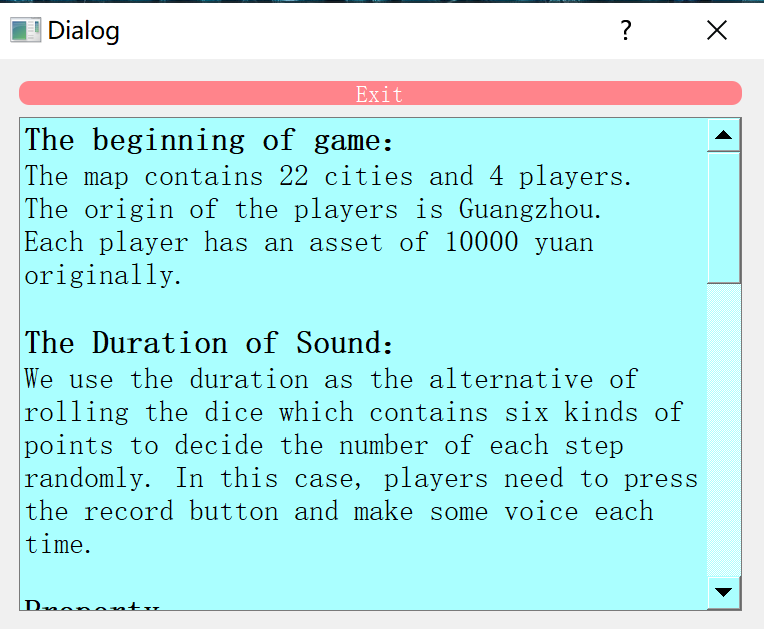 Dialog
?
Exit
The beginning of game:
The map contains 22 cities and 4 players.
The origin of the players is Guangzhou.
Each player has an asset of 10000 yuan
originally.
The Duration of Sound:
We use the duration as the alternative of
rolling the dice which contains six kinds of
points to decide the number of each step
randomly. In this case, players need to press
the record button and make some voice each
time.
Property